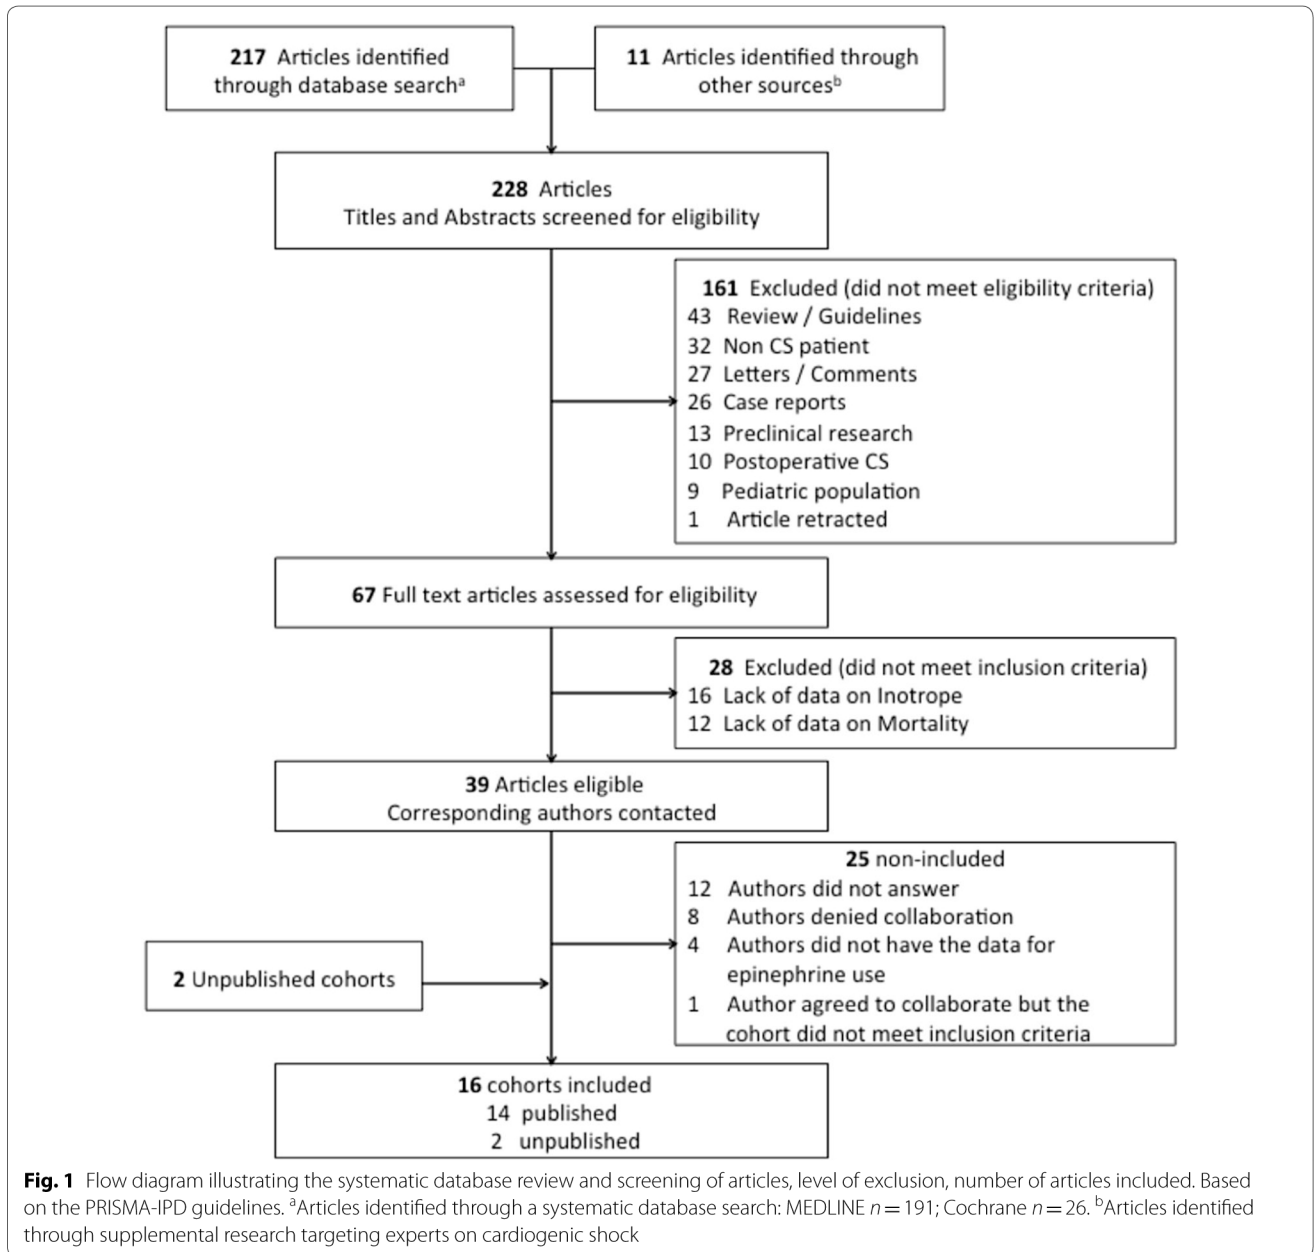 217 Articles identified
through database searchᵃ
11 Articles identified through
other sourcesᵇ
228 Articles
Titles and Abstracts screened for eligibility
161 Excluded (did not meet eligibility criteria)
43 Review / Guidelines
32 Non CS patient
27 Letters / Comments
26 Case reports
13 Preclinical research
10 Postoperative CS
9 Pediatric population
1 Article retracted
67 Full text articles assessed for eligibility
28 Excluded (did not meet inclusion criteria)
16 Lack of data on Inotrope
12 Lack of data on Mortality
39 Articles eligible
Corresponding authors contacted
25 non-included
12 Authors did not answer
8 Authors denied collaboration
4 Authors did not have the data for
epinephrine use
1 Author agreed to collaborate but the
cohort did not meet inclusion criteria
2 Unpublished cohorts
16 cohorts included
14 published
2 unpublished
Fig. 1 Flow diagram illustrating the systematic database review and screening of articles, level of exclusion, number of articles included. Based
on the PRISMA-IPD guidelines. ᵃArticles identified through a systematic database search: MEDLINE n = 191; Cochrane n = 26. ᵇArticles identified
through supplemental research targeting experts on cardiogenic shock